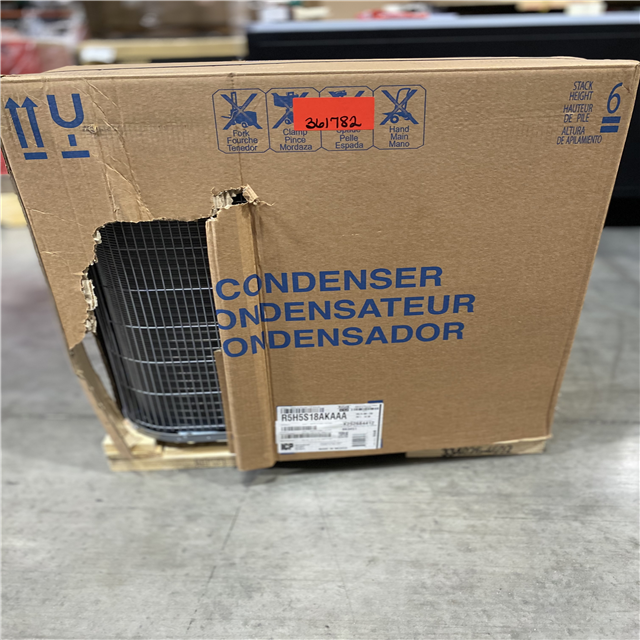 Fork
Fourche
Tenedor
Clamp
Pince
Mordaza
Pelle
Espada
Hand
Main
Mano
361782
STACK
HEIGHT
HAUTEUR
DE PILE
ALTURA
DE APILAMIENTO
6
CONDENSER
ONDENSATEUR
ONDENSADOR
R5H5S18AKAAA